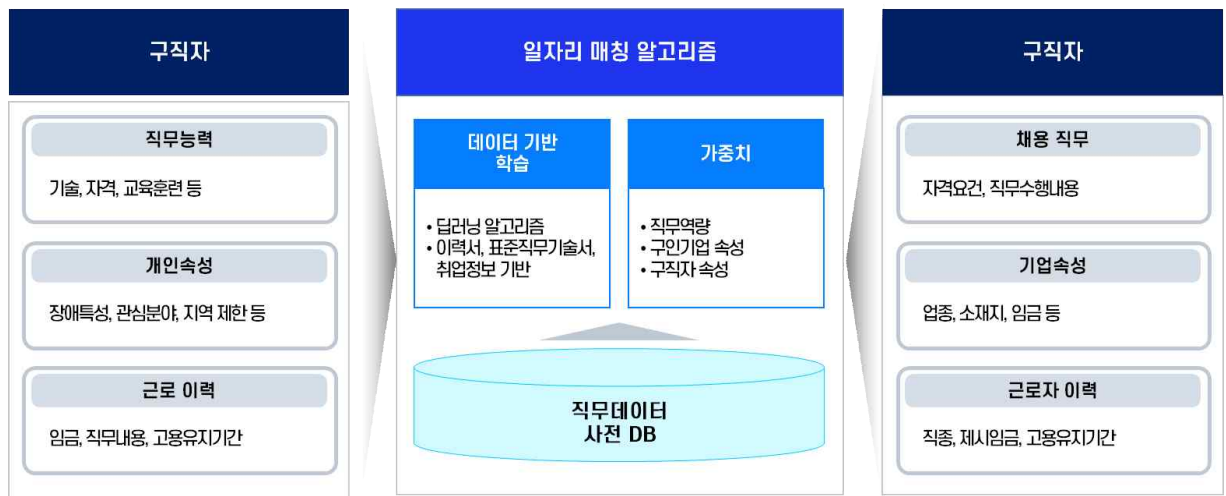 구직자
직무능력
기술, 자격, 교육훈련 등
개인속성
장애특성, 관심분야, 지역 제한 등
근로 이력
임금, 직무내용, 고용유지기간
일자리 매칭 알고리즘
데이터 기반
학습
• 딥러닝 알고리즘
• 이력서, 표준직무기술서,
취업정보 기반
가중치
• 직무역량
• 구인기업 속성
• 구직자 속성
직무데이터
사전 DB
구직자
채용 직무
자격요건, 직무수행내용
기업속성
업종, 소재지, 임금 등
근로자 이력
직종, 제시임금, 고용유지기간